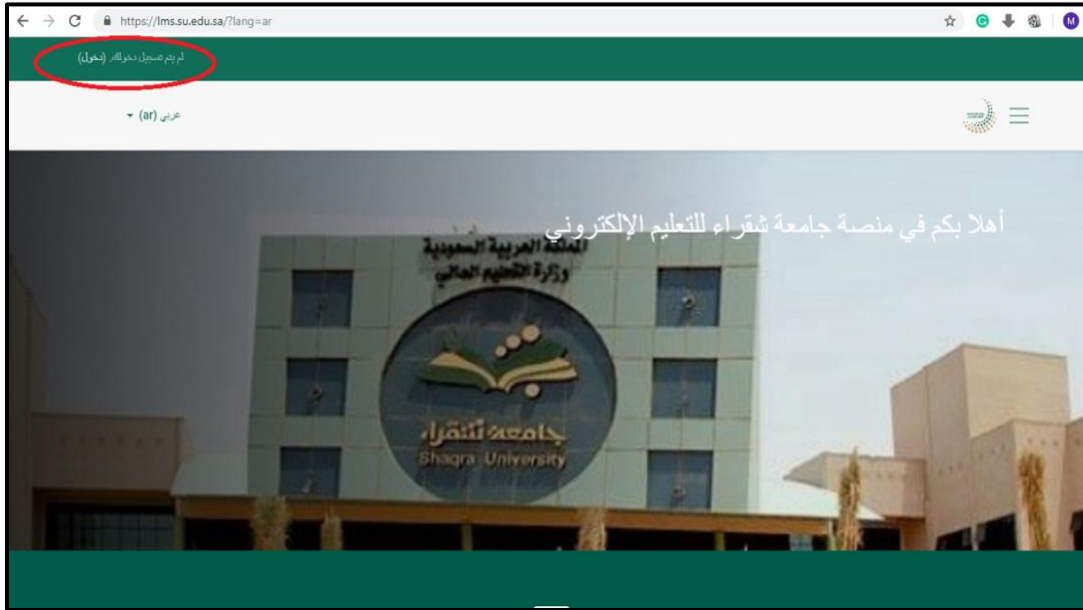 https://lms.su.edu.sa/?lang=ar
M
لم يتم تسجيل دخولك. (دخول)
عربي (ar)
أهلا بكم في منصة جامعة شقراء للتعليم الإلكتروني
المملكة العربية السعودية
وزارة التعليم العالي
جامعة شقراء
Shaqra University